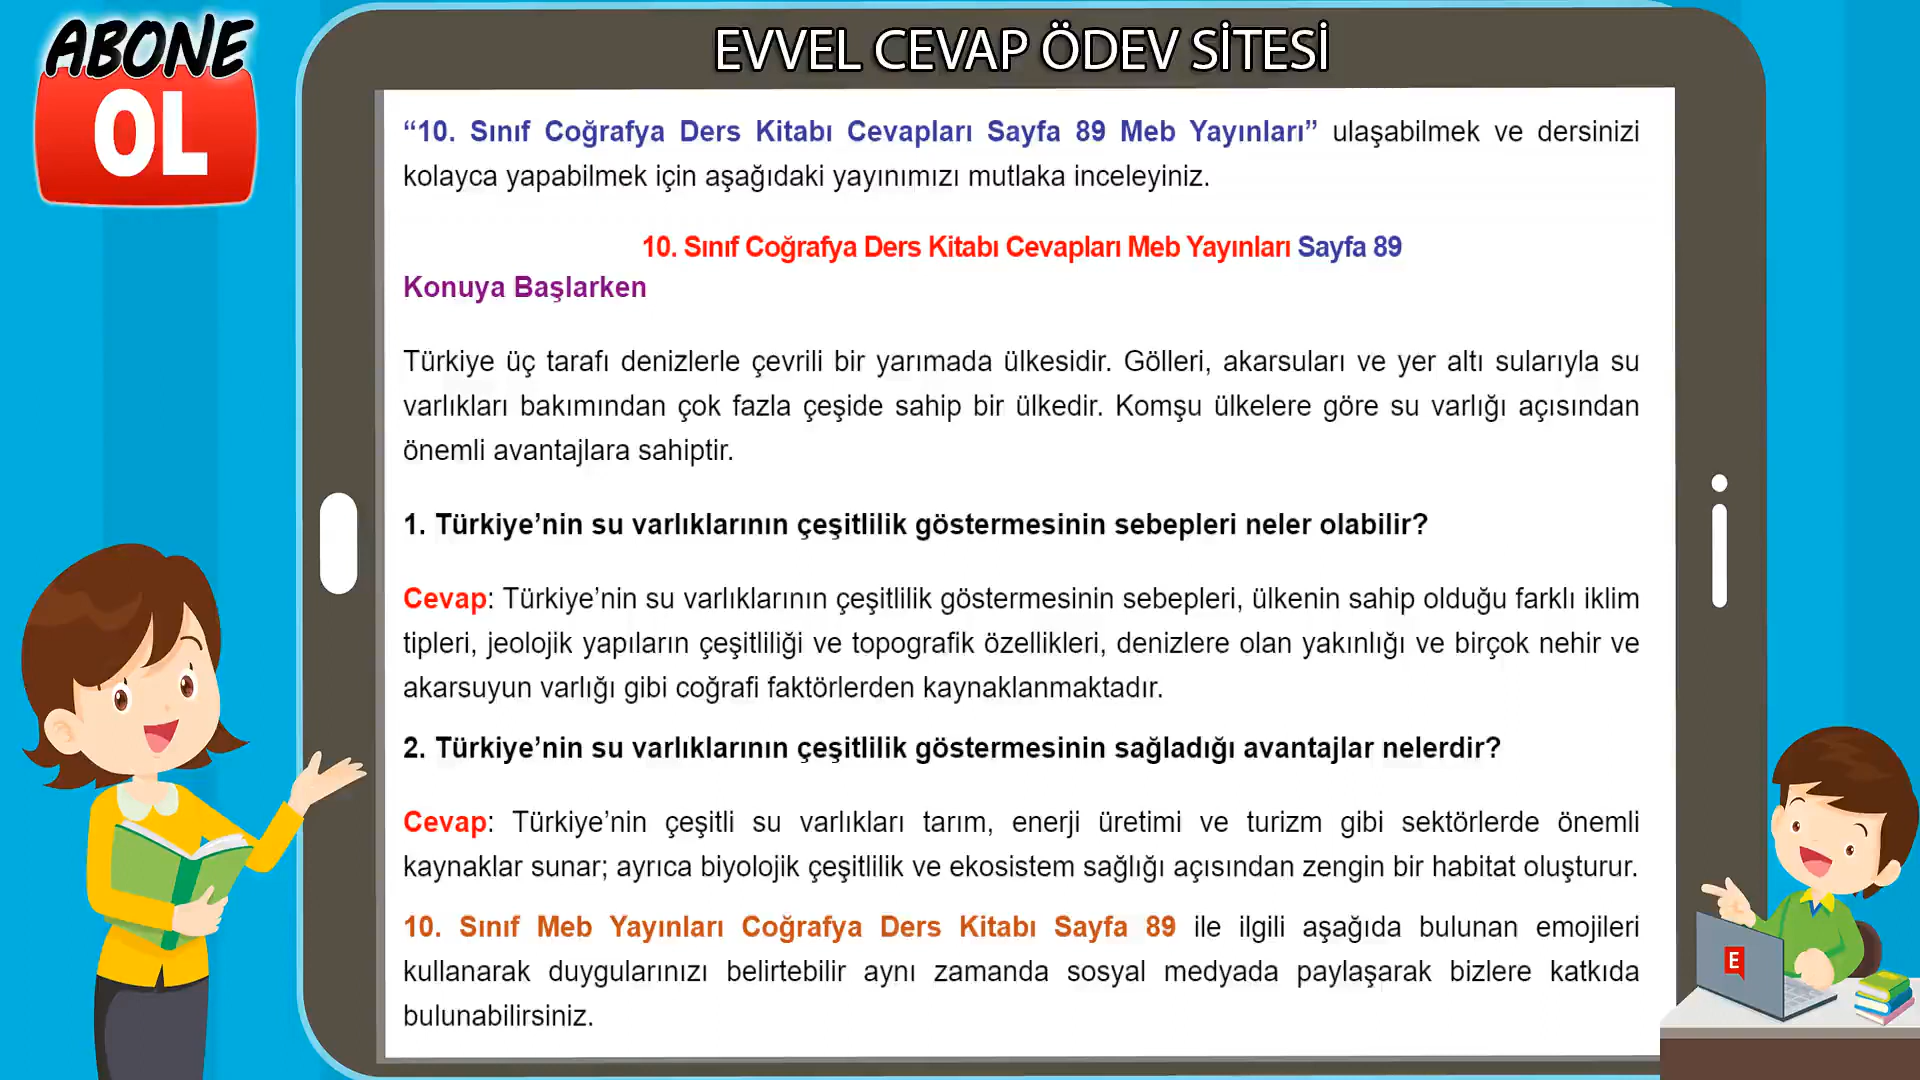 ABONE
OL
EVVEL CEVAP ÖDEV SİTESİ
“10. Sınıf Coğrafya Ders Kitabı Cevapları Sayfa 89 Meb Yayınları” ulaşabilmek ve dersinizi
kolayca yapabilmek için aşağıdaki yayınımızı mutlaka inceleyiniz.
10. Sınıf Coğrafya Ders Kitabı Cevapları Meb Yayınları Sayfa 89
Konuya Başlarken
Türkiye üç tarafı denizlerle çevrili bir yarımada ülkesidir. Gölleri, akarsuları ve yer altı sularıyla su
varlıkları bakımından çok fazla çeşide sahip bir ülkedir. Komşu ülkelere göre su varlığı açısından
önemli avantajlara sahiptir.
1. Türkiye’nin su varlıklarının çeşitlilik göstermesinin sebepleri neler olabilir?
Cevap: Türkiye’nin su varlıklarının çeşitlilik göstermesinin sebepleri, ülkenin sahip olduğu farklı iklim
tipleri, jeolojik yapıların çeşitliliği ve topografik özellikleri, denizlere olan yakınlığı ve birçok nehir ve
akarsuyun varlığı gibi coğrafi faktörlerden kaynaklanmaktadır.
2. Türkiye’nin su varlıklarının çeşitlilik göstermesinin sağladığı avantajlar nelerdir?
Cevap: Türkiye’nin çeşitli su varlıkları tarım, enerji üretimi ve turizm gibi sektörlerde önemli
kaynaklar sunar; ayrıca biyolojik çeşitlilik ve ekosistem sağlığı açısından zengin bir habitat oluşturur.
10. Sınıf Meb Yayınları Coğrafya Ders Kitabı Sayfa 89 ile ilgili aşağıda bulunan emojileri
kullanarak duygularınızı belirtebilir aynı zamanda sosyal medyada paylaşarak bizlere katkıda
bulunabilirsiniz.
E